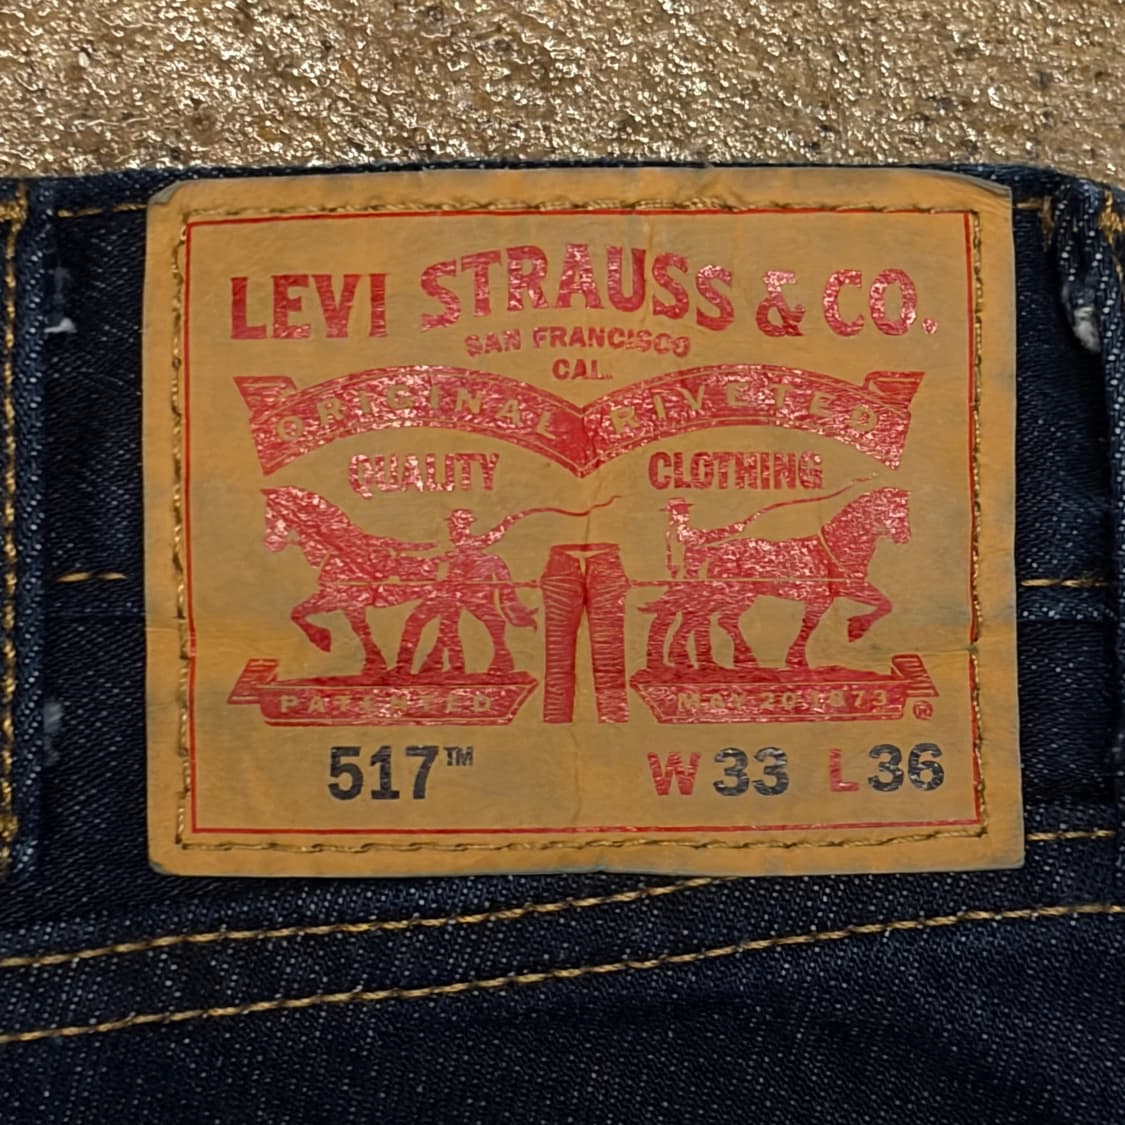 LEVI STRAUSS & CO.
SAN FRANCISCO
CAL.
ORIGINAL RIVETED
QUALITY CLOTHING
PATENTED MAY 20 1873 ®
517™ W 33 L 36